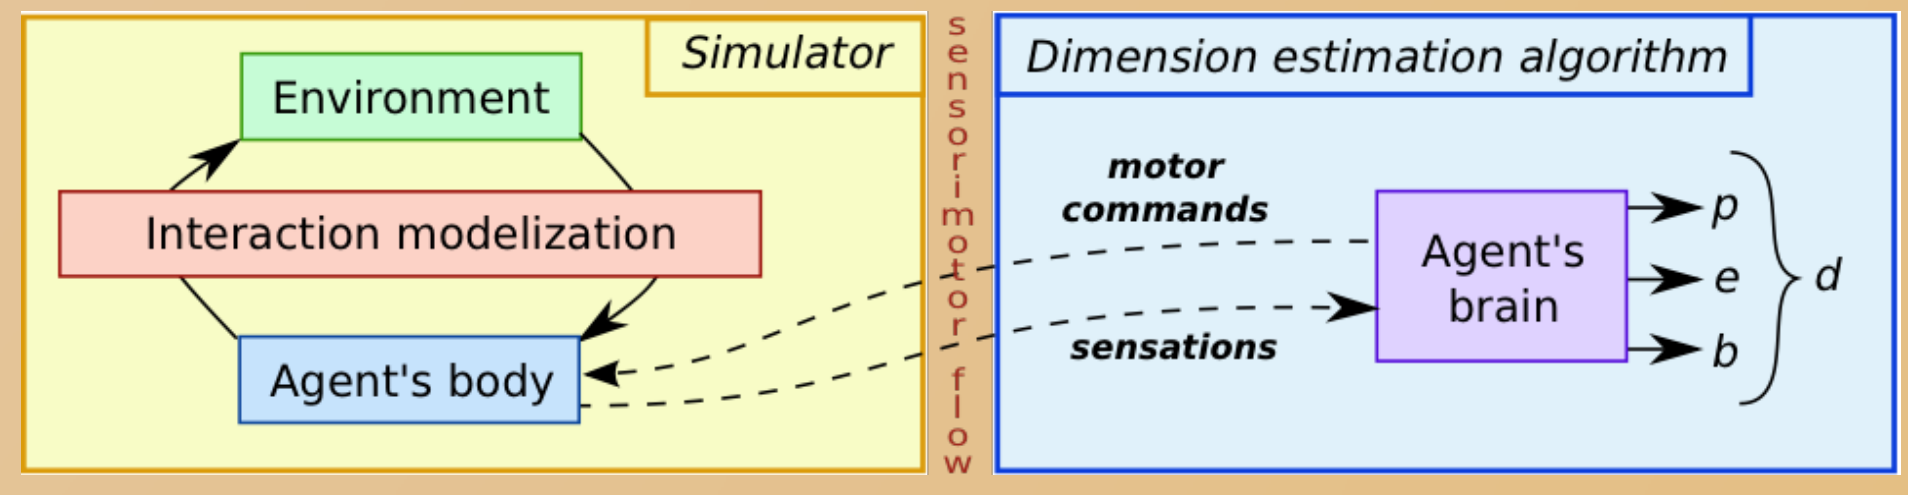 Simulator
Environment
Interaction modelization
Agent's body
sensorimotor flow
Dimension estimation algorithm
motor
commands
sensations
Agent's
brain
p
e
b
d